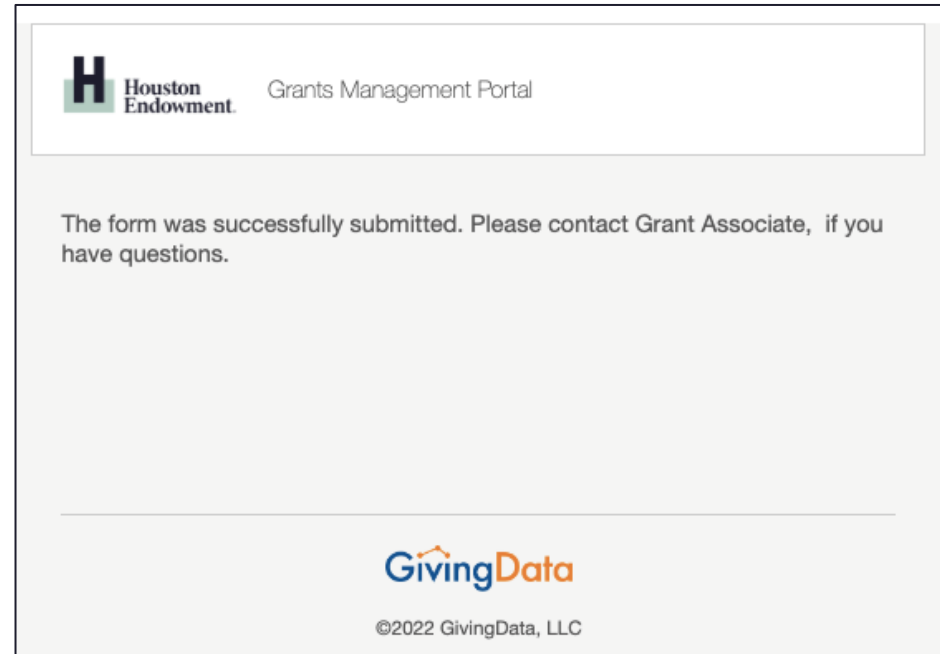 H Houston
Endowment.
Grants Management Portal
The form was successfully submitted. Please contact Grant Associate,  if you
have questions.
GivingData
©2022 GivingData, LLC